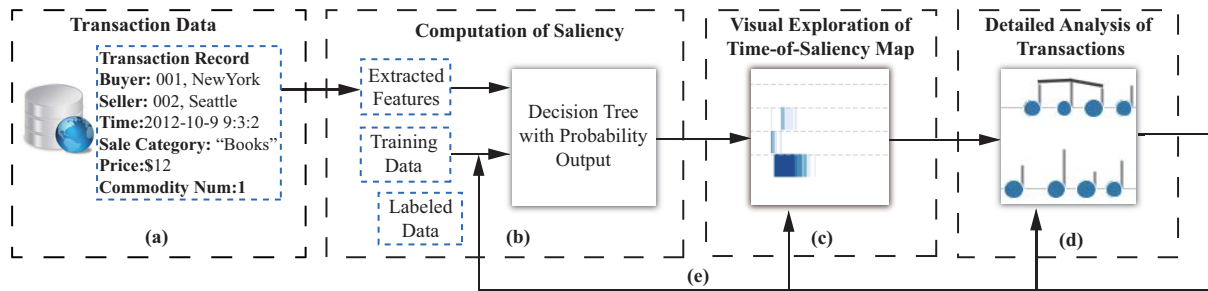 Transaction Data
Transaction Record
Buyer: 001, NewYork
Seller: 002, Seattle
Time:2012-10-9 9:3:2
Sale Category: “Books”
Price:$12
Commodity Num:1
(a)
Computation of Saliency
Extracted
Features
Training
Data
Labeled
Data
Decision Tree
with Probability
Output
(b)
Visual Exploration of
Time-of-Saliency Map
(c)
Detailed Analysis of
Transactions
(d)
(e)